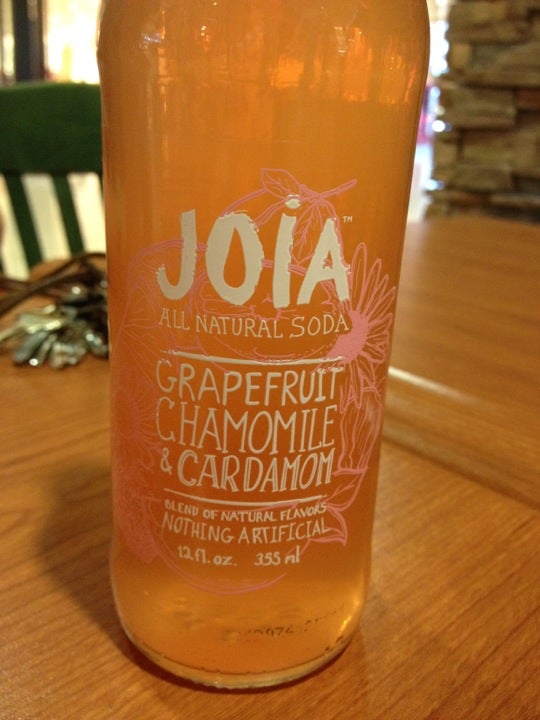 JOiA™
ALL NATURAL SODA
GRAPEFRUIT
CHAMOMILE
& CARDAMOM
BLEND OF NATURAL FLAVORS
NOTHING ARTIFICIAL
12 fl. oz. 355 ml